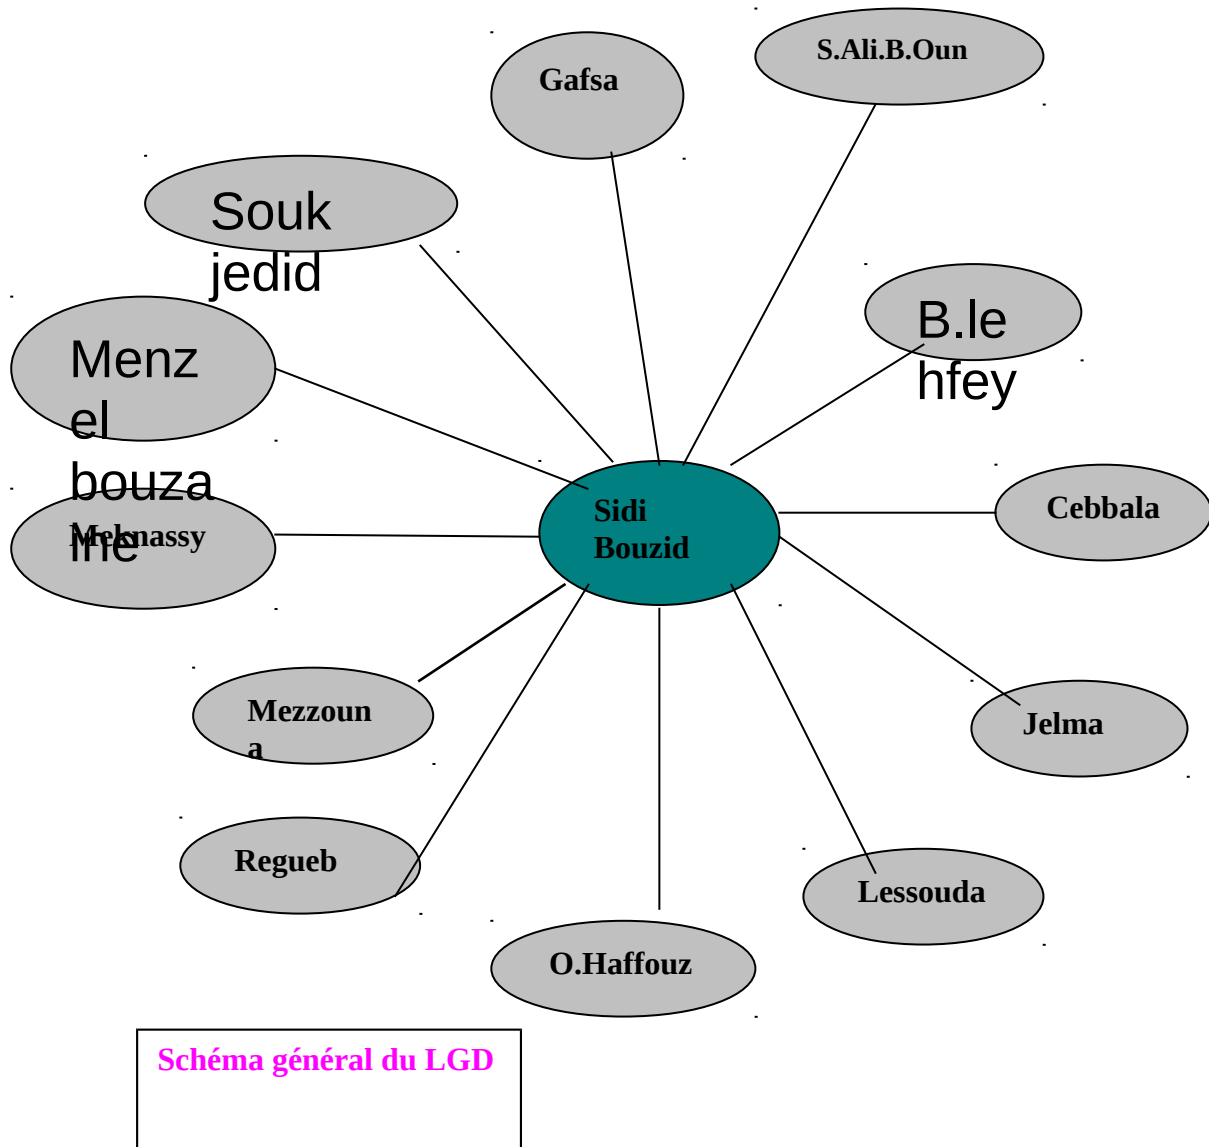 S.Ali.B.Oun
Gafsa
Souk
jedid
B.le
hfey
Menz
el
bouza
ine
Meknassy
Sidi
Bouzid
Cebbala
Mezzoun
a
Jelma
Regueb
Lessouda
O.Haffouz
Schéma général du LGD